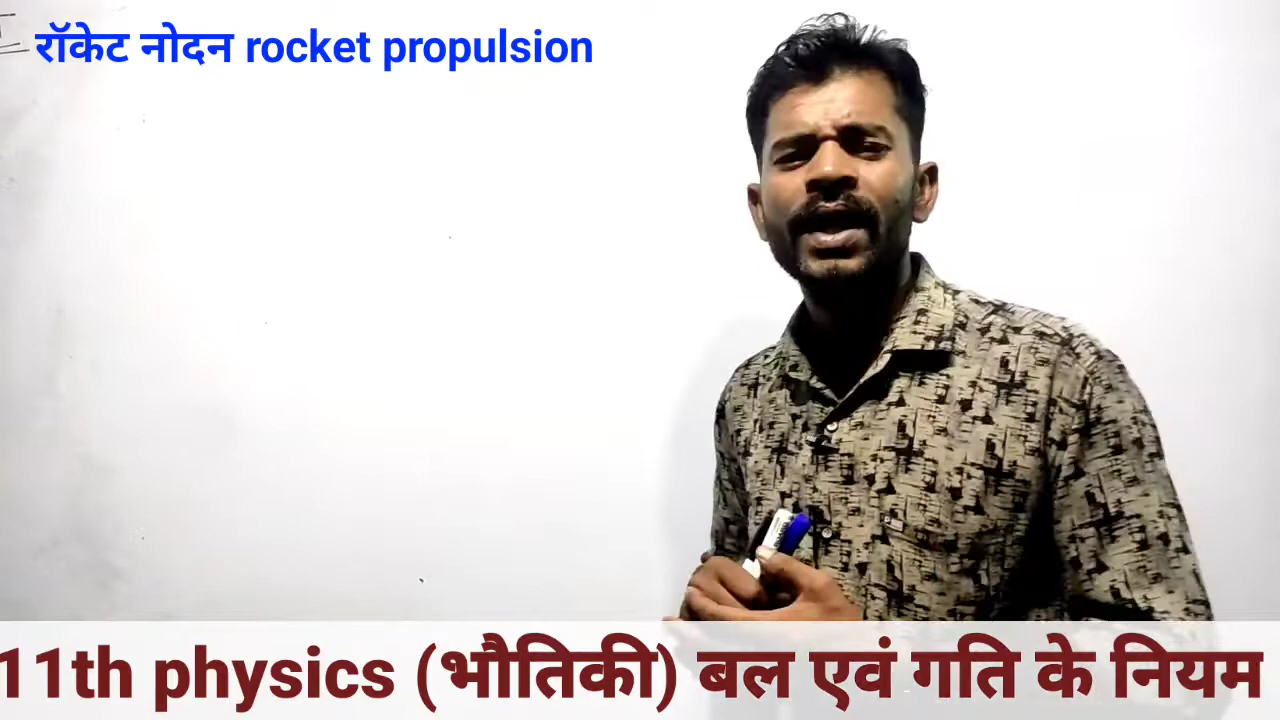 रॉकेट नोदन rocket propulsion
11th physics (भौतिकी) बल एवं गति के नियम